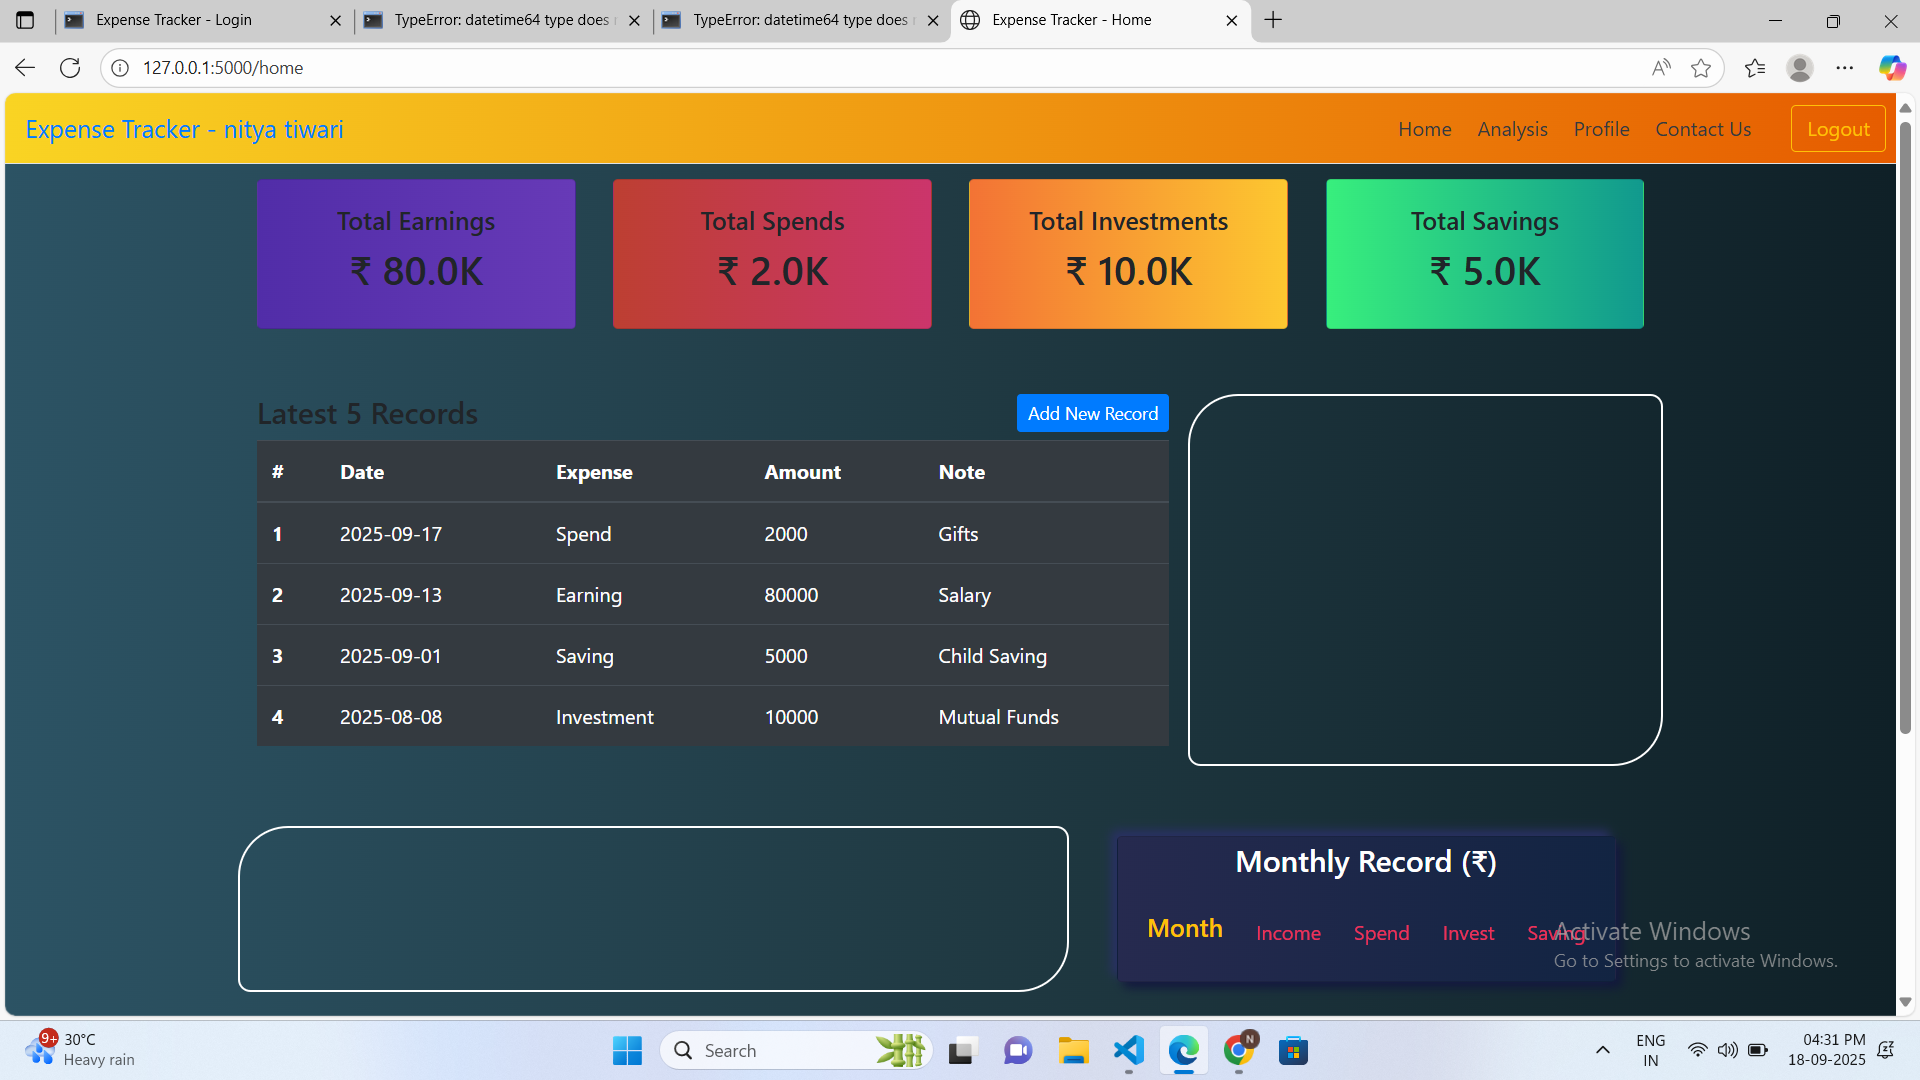 Expense Tracker - Login
TypeError: datetime64 type does
TypeError: datetime64 type does
Expense Tracker - Home
127.0.0.1:5000/home
Expense Tracker - nitya tiwari
Home Analysis Profile Contact Us Logout
Total Earnings
₹ 80.0K
Total Spends
₹ 2.0K
Total Investments
₹ 10.0K
Total Savings
₹ 5.0K
Latest 5 Records
Add New Record
# Date Expense Amount Note
1 2025-09-17 Spend 2000 Gifts
2 2025-09-13 Earning 80000 Salary
3 2025-09-01 Saving 5000 Child Saving
4 2025-08-08 Investment 10000 Mutual Funds
Monthly Record (₹)
Month Income Spend Invest Saving
Activate Windows
Go to Settings to activate Windows.
9+
30°C
Heavy rain
Search
N
ENG
IN
04:31 PM
18-09-2025